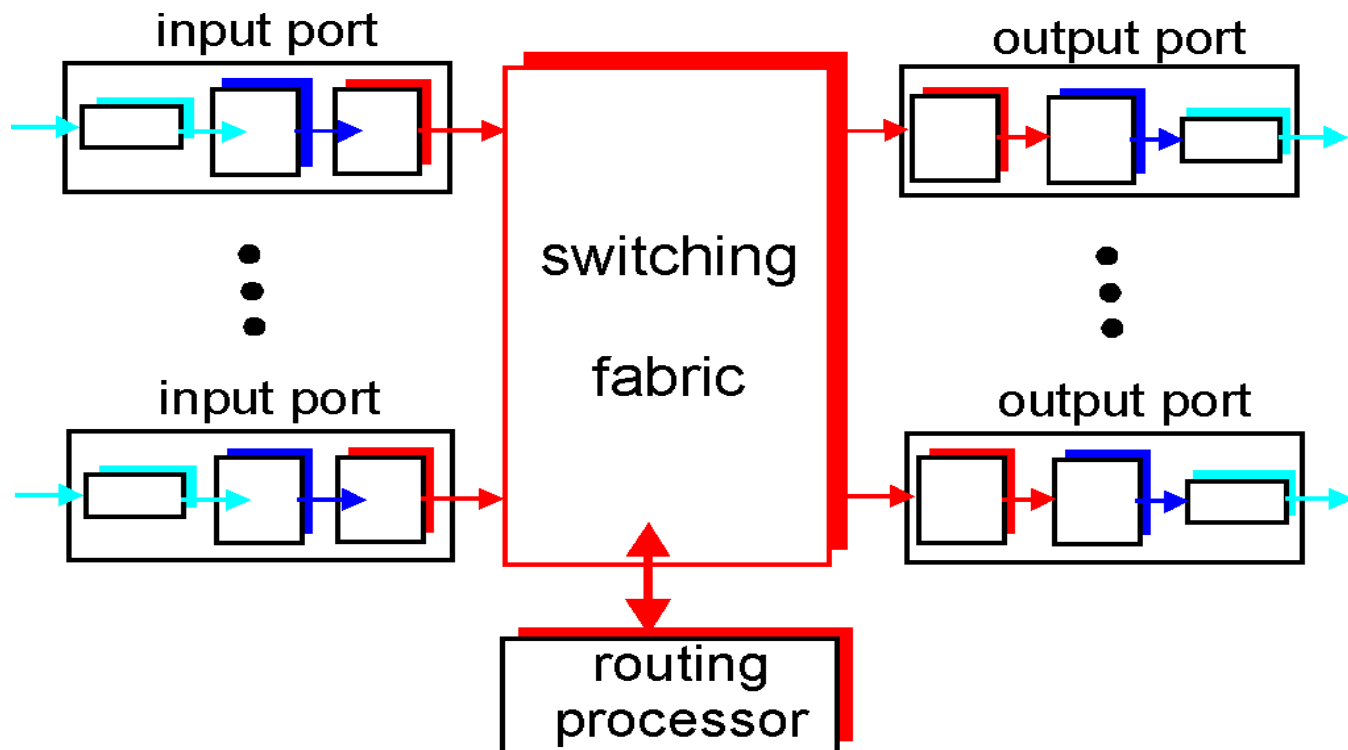 input port
output port
switching
fabric
input port
output port
routing
processor